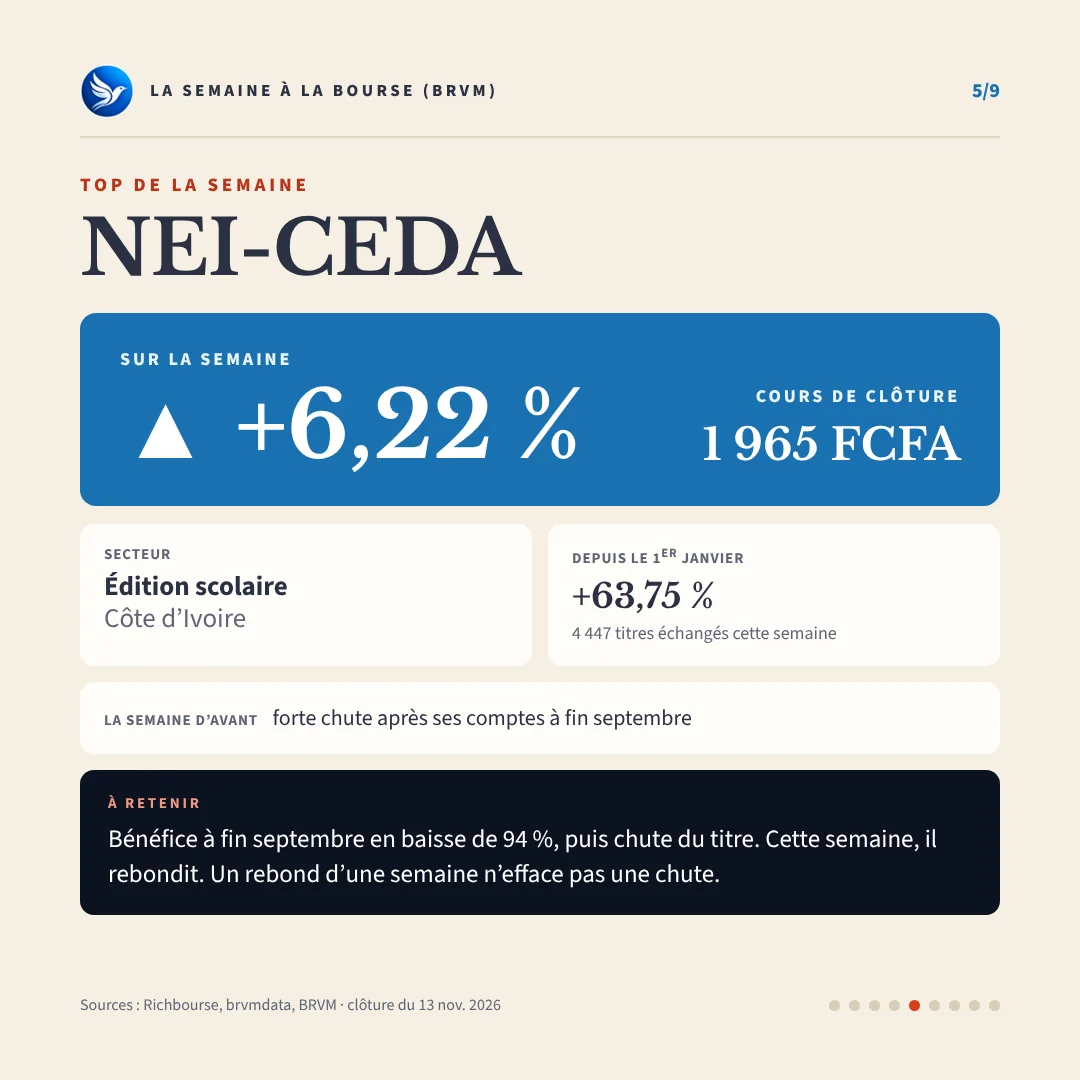 LA SEMAINE À LA BOURSE (BRVM)
5/9
TOP DE LA SEMAINE
NEI-CEDA
SUR LA SEMAINE
▲ +6,22 %
COURS DE CLÔTURE
1 965 FCFA
SECTEUR
Édition scolaire
Côte d’Ivoire
DEPUIS LE 1ER JANVIER
+63,75 %
4 447 titres échangés cette semaine
LA SEMAINE D’AVANT forte chute après ses comptes à fin septembre
À RETENIR
Bénéfice à fin septembre en baisse de 94 %, puis chute du titre. Cette semaine, il
rebondit. Un rebond d’une semaine n’efface pas une chute.
Sources : Richbourse, brvmdata, BRVM · clôture du 13 nov. 2026